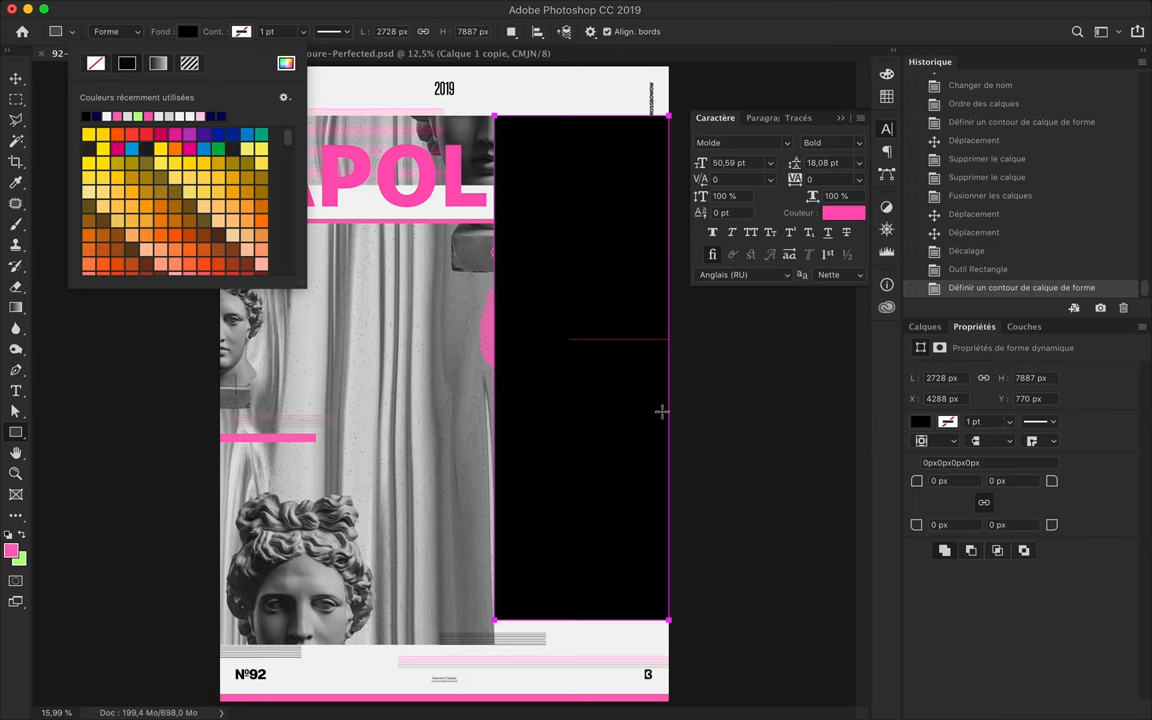 Adobe Photoshop CC 2019
Forme
Fond :
Cont. :
1 pt
L : 2728 px
H : 7887 px
Align. bords
oure-Perfected.psd @ 12,5% (Calque 1 copie, CMJN/8)
Couleurs récemment utilisées
2019
APOL
Nº92
15,99 %
Doc : 199,4 Mo/698,0 Mo
Caractère
Paragra
Tracés
Molde
Bold
50,59 pt
18,08 pt
0
0
100 %
100 %
0 pt
Couleur :
Anglais (RU)
Nette
Historique
Changer de nom
Ordre des calques
Définir un contour de calque de forme
Déplacement
Supprimer le calque
Supprimer le calque
Fusionner les calques
Déplacement
Déplacement
Décalage
Outil Rectangle
Définir un contour de calque de forme
Calques
Propriétés
Couches
Propriétés de forme dynamique
L : 2728 px
H : 7887 px
X : 4288 px
Y : 770 px
1 pt
0px0px0px0px
0 px
0 px
0 px
0 px